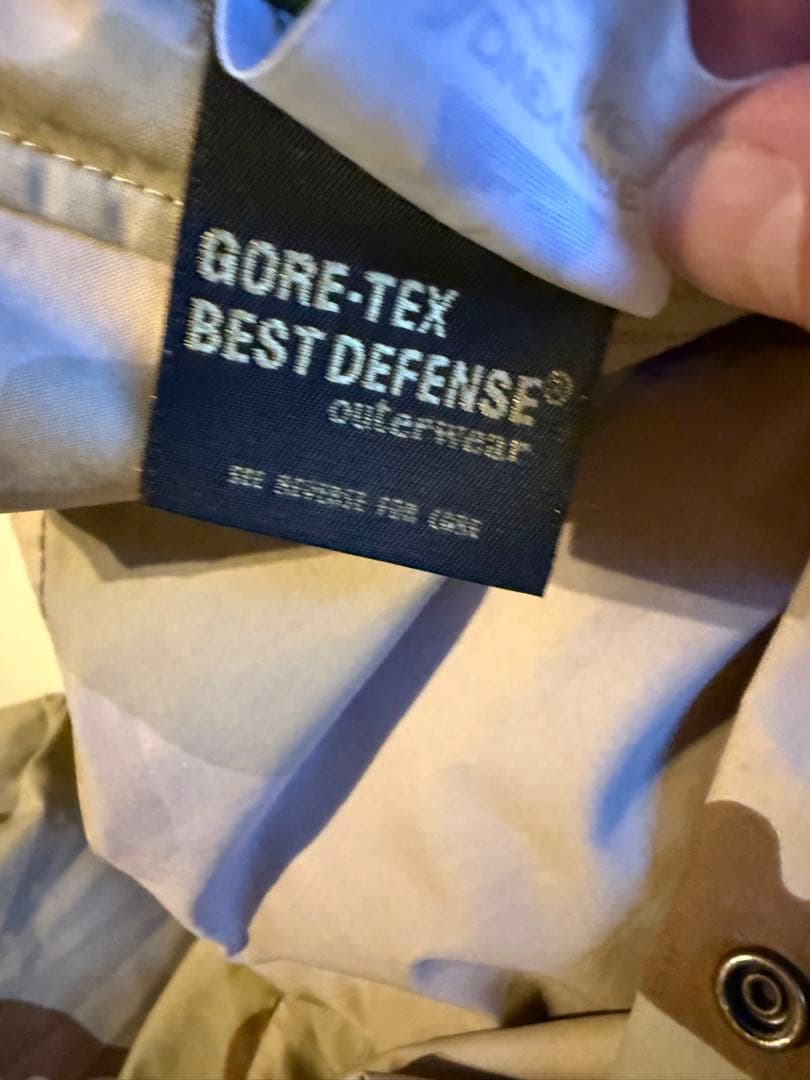 GORE-TEX
BEST DEFENSE®
outerwear
SEE REVERSE FOR CARE